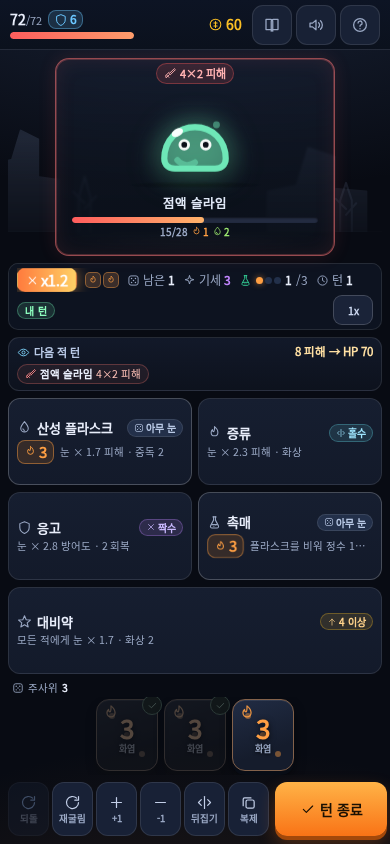 72/72 6 60
4×2 피해
점액 슬라임
15/28 1 2
×1.2 남은 1 기세 3 1 /3 턴 1
내 턴 1x
다음 적 턴 8 피해 → HP 70
점액 슬라임 4×2 피해
산성 플라스크 아무 눈
3 눈 × 1.7 피해 · 중독 2
증류 홀수
눈 × 2.3 피해 · 화상
응고 짝수
눈 × 2.8 방어도 · 2 회복
촉매 아무 눈
3 플라스크를 비워 정수 1…
대비약 4 이상
모든 적에게 눈 × 1.7 · 화상 2
주사위 3
3 3 3
화염 화염 화염
되돌 재굴림 +1 -1 뒤집기 복제 턴 종료